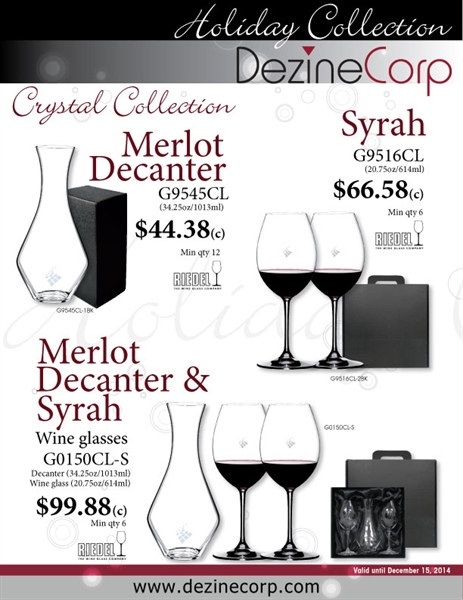 Holiday Collection
DezineCorp
Crystal Collection
Merlot
Decanter
G9545CL
(34.25oz/1013ml)
$44.38(c)
Min qty 12
RIEDEL
THE WINE GLASS COMPANY
G9545CL-1BK
Syrah
G9516CL
(20.75oz/614ml)
$66.58(c)
Min qty 6
RIEDEL
THE WINE GLASS COMPANY
G9516CL-2BK
Holiday
Merlot
Decanter &
Syrah
Wine glasses
G0150CL-S
Decanter (34.25oz/1013ml)
Wine glass (20.75oz/614ml)
$99.88(c)
Min qty 6
RIEDEL
THE WINE GLASS COMPANY
G0150CL-S
Valid until December 15, 2014
www.dezinecorp.com